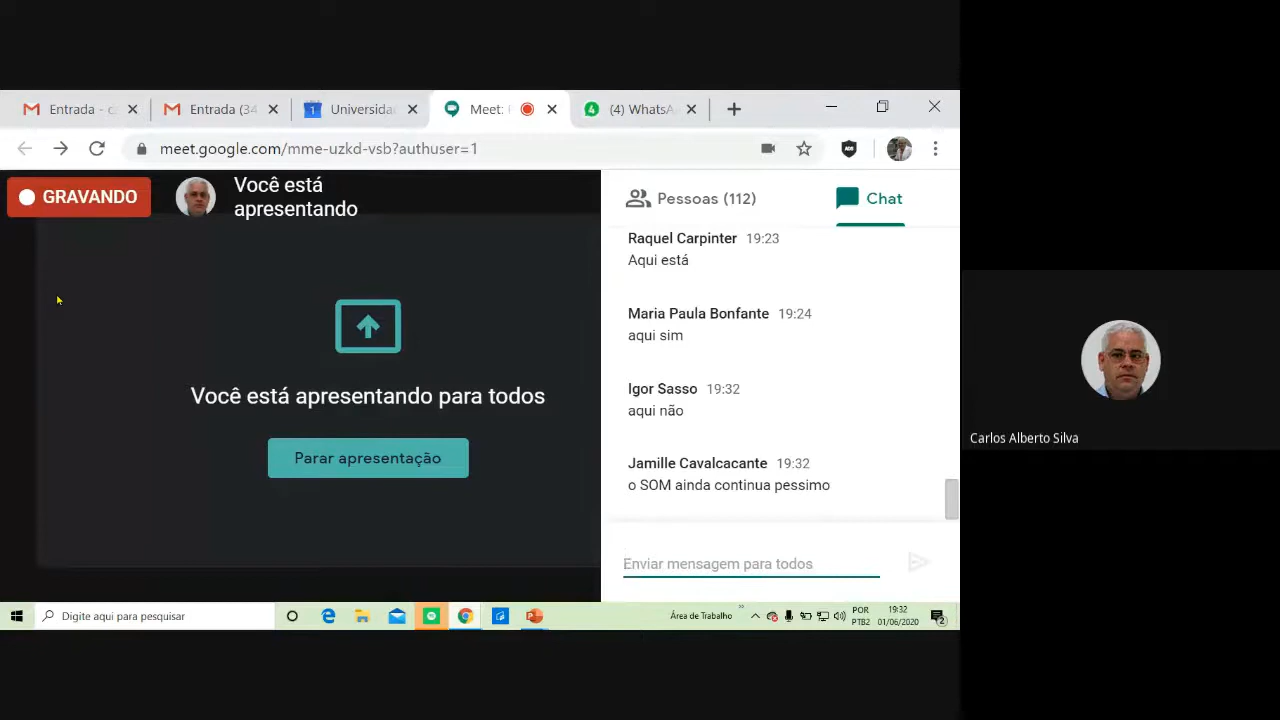 Entrada - c
Entrada (34
Universida
Meet:
(4) WhatsA
meet.google.com/mme-uzkd-vsb?authuser=1
GRAVANDO
Você está
apresentando
Pessoas (112)
Chat
Raquel Carpinter 19:23
Aqui está
Maria Paula Bonfante 19:24
aqui sim
Igor Sasso 19:32
aqui não
Jamille Cavalcacante 19:32
o SOM ainda continua pessimo
Você está apresentando para todos
Parar apresentação
Enviar mensagem para todos
Carlos Alberto Silva
Digite aqui para pesquisar
Área de Trabalho
POR
PTB2
19:32
01/06/2020
2